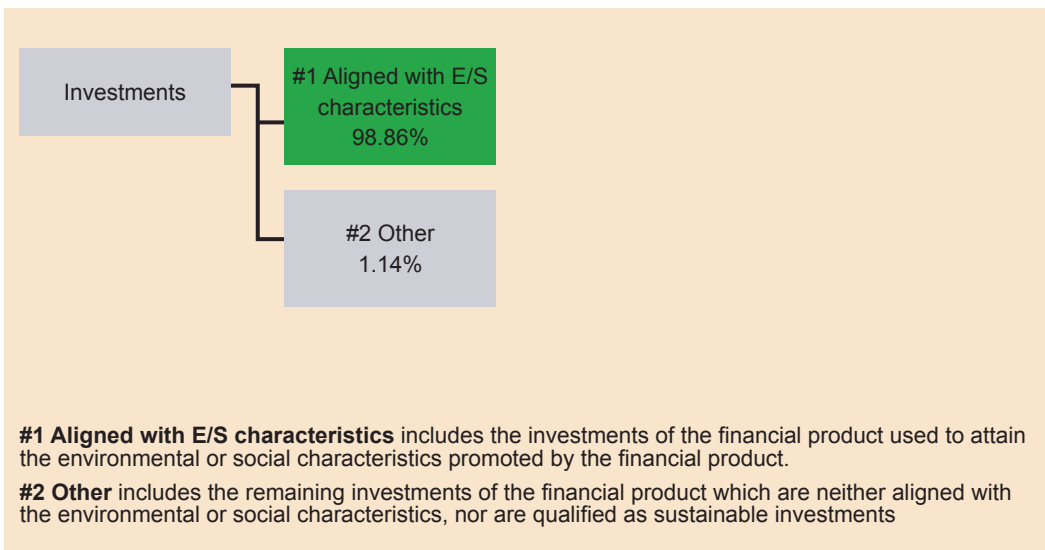 Investments
#1 Aligned with E/S
characteristics
98.86%
#2 Other
1.14%
#1 Aligned with E/S characteristics includes the investments of the financial product used to attain
the environmental or social characteristics promoted by the financial product.
#2 Other includes the remaining investments of the financial product which are neither aligned with
the environmental or social characteristics, nor are qualified as sustainable investments